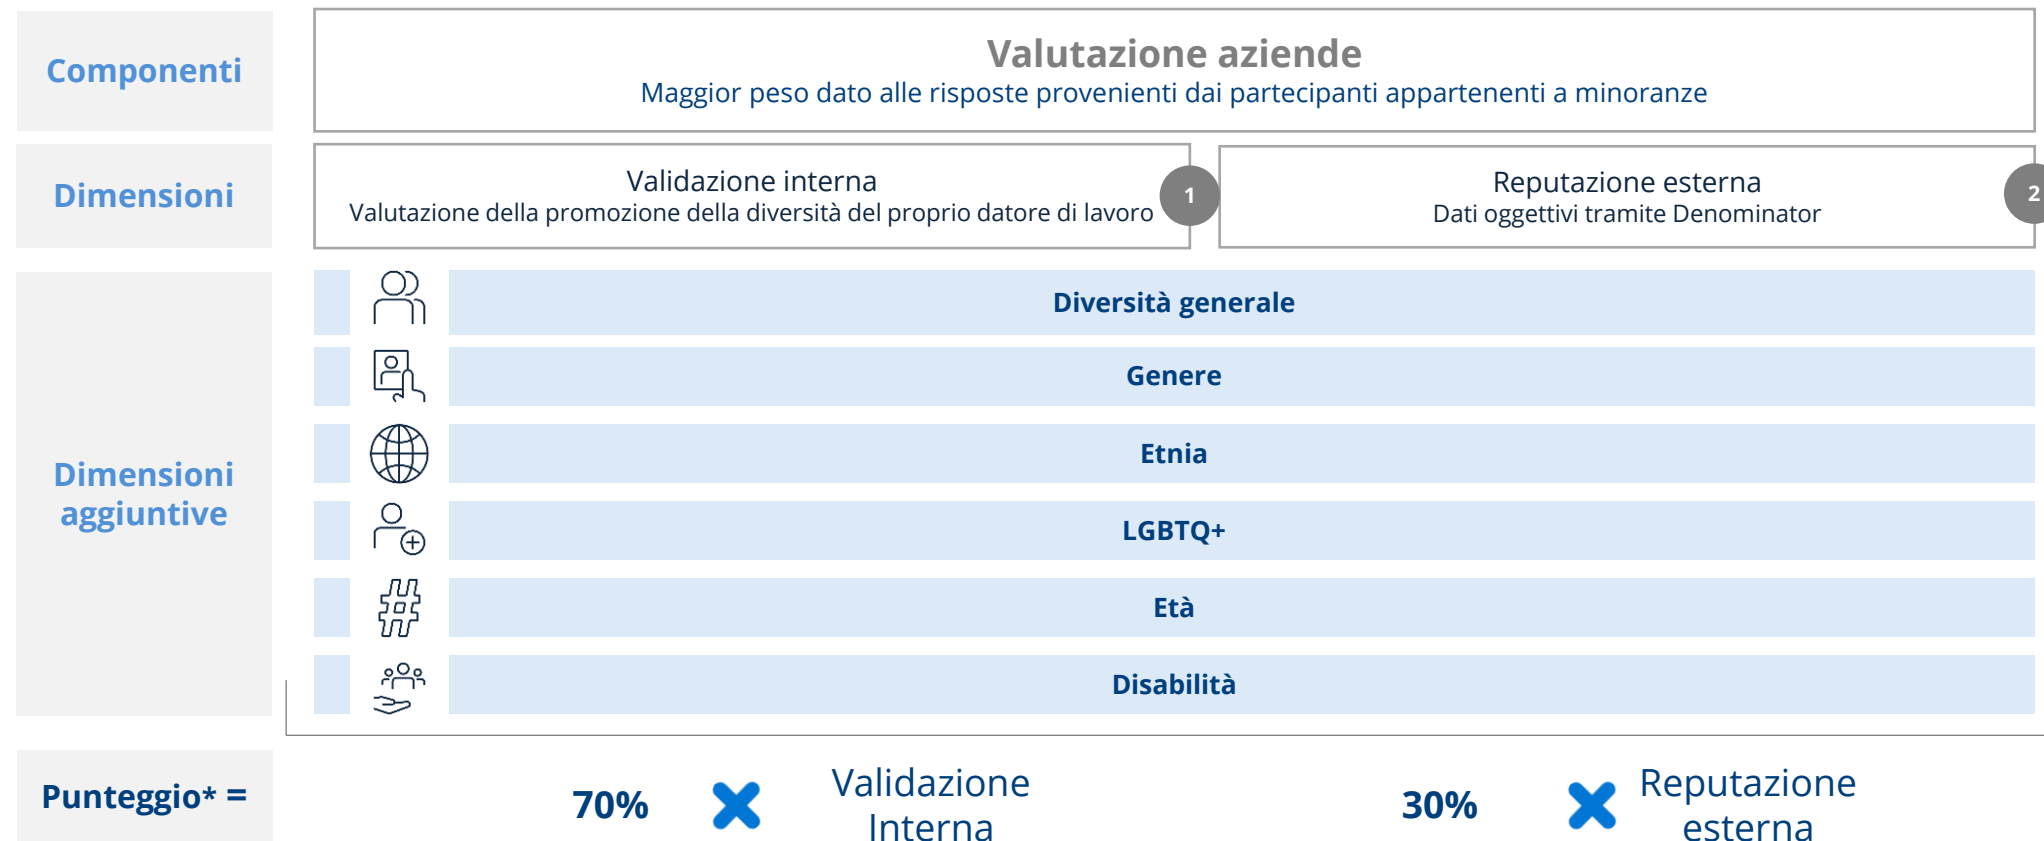 Componenti
Valutazione aziende
Maggior peso dato alle risposte provenienti dai partecipanti appartenenti a minoranze
Dimensioni
Validazione interna
Valutazione della promozione della diversità del proprio datore di lavoro
1
Reputazione esterna
Dati oggettivi tramite Denominator
2
Dimensioni
aggiuntive
Diversità generale
Genere
Etnia
LGBTQ+
Età
Disabilità
Punteggio* =
70%
Validazione
Interna
30%
Reputazione
esterna